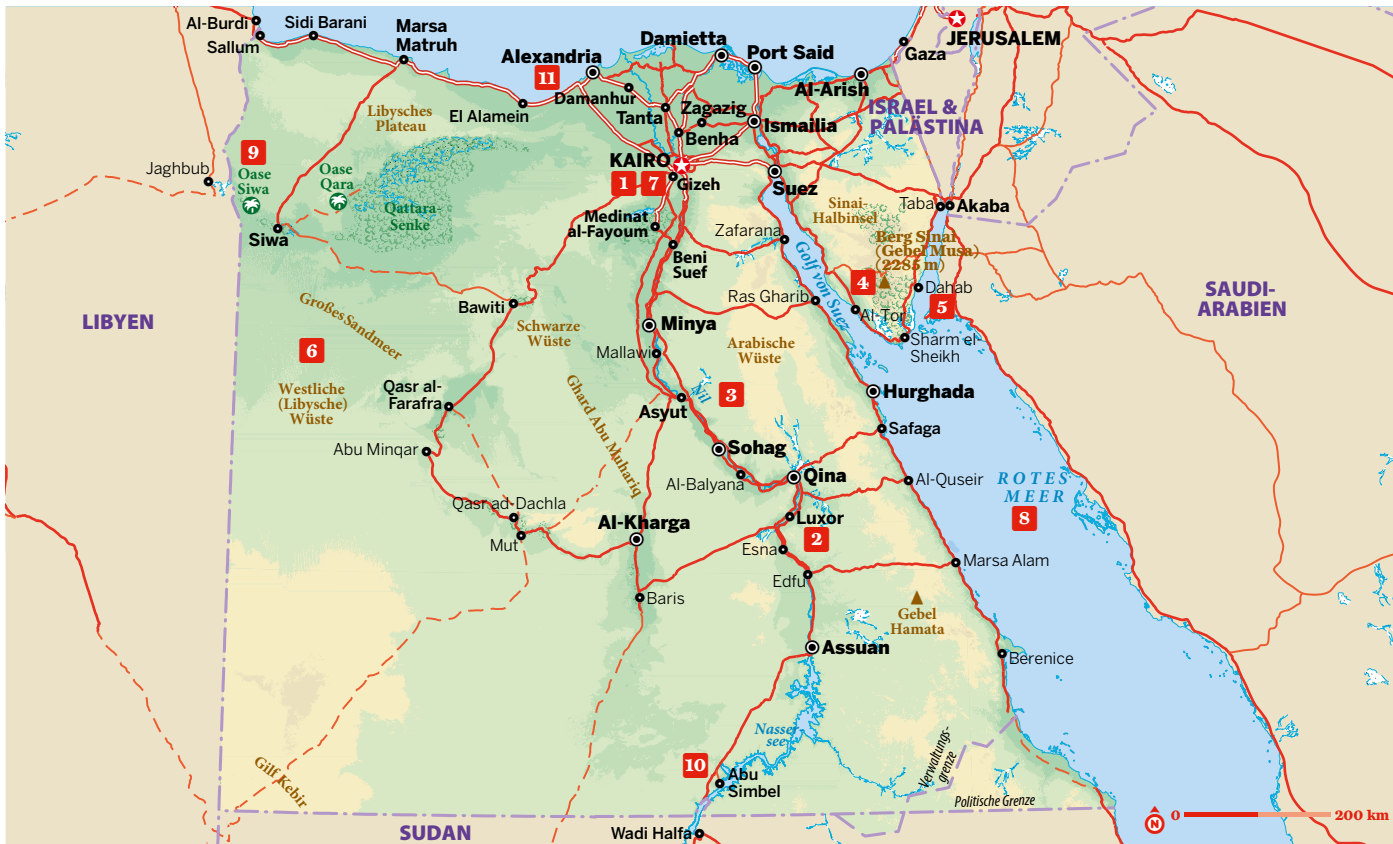 Al-Burdi
Sallum
Sidi Barani
Marsa
Matruh
Alexandria
11
Damietta
Port Said
JERUSALEM
Gaza
Al-Arish
ISRAEL &
PALÄSTINA
Damanhur
Zagazig
Tanta
Ismailia
Benha
El Alamein
Libysches
Plateau
Jaghbub
9
Oase
Siwa
Oase
Qara
Qattara-
Senke
Siwa
KAIRO
1
7
Gizeh
Suez
Medinat
al-Fayoum
Beni
Suef
Zafarana
Sinai-
Halbinsel
Taba
Akaba
Berg Sinai
(Gebel Musa)
(2285 m)
Golf von Suez
4
Dahab
5
Al-Tor
Ras Gharib
Sharm el
Sheikh
SAUDI-
ARABIEN
LIBYEN
Großes Sandmeer
6
Westliche
(Libysche)
Wüste
Bawiti
Schwarze
Wüste
Minya
Mallawi
Arabische
Wüste
Qasr al-
Farafra
Ghard Abu Muhariq
Nil
3
Asyut
Hurghada
Safaga
Abu Minqar
Sohag
Al-Balyana
Qina
Al-Quseir
ROTES
MEER
8
Qasr ad-Dachla
Mut
Al-Kharga
Luxor
2
Esna
Edfu
Marsa Alam
Baris
Gebel
Hamata
Assuan
Berenice
Nasser-
see
10
Abu
Simbel
Verwaltungs-
grenze
Politische Grenze
Gilf Kebir
SUDAN
Wadi Halfa
N
0
200 km